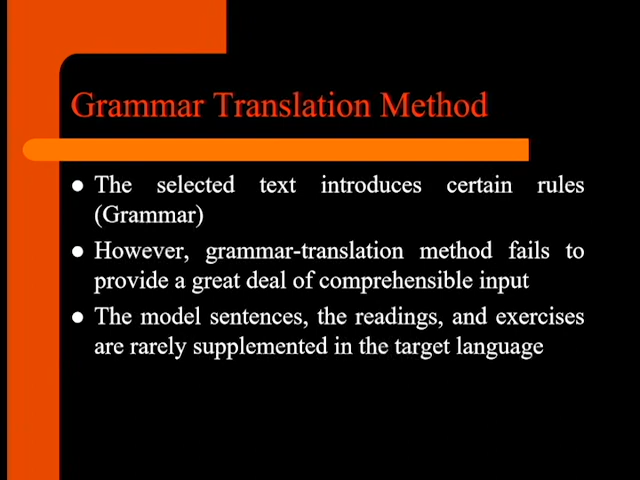 Grammar Translation Method
● The selected text introduces certain rules
(Grammar)
● However, grammar-translation method fails to
provide a great deal of comprehensible input
● The model sentences, the readings, and exercises
are rarely supplemented in the target language